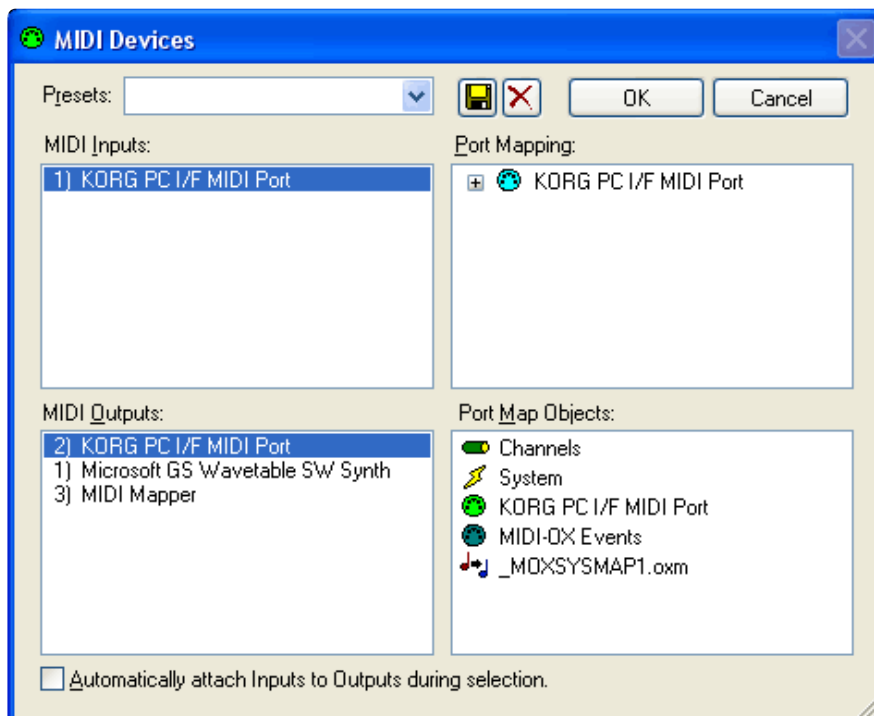 MIDI Devices
Presets:
OK
Cancel
MIDI Inputs:
1) KORG PC I/F MIDI Port
Port Mapping:
KORG PC I/F MIDI Port
MIDI Outputs:
2) KORG PC I/F MIDI Port
1) Microsoft GS Wavetable SW Synth
3) MIDI Mapper
Port Map Objects:
Channels
System
KORG PC I/F MIDI Port
MIDI-OX Events
_MOXSYSMAP1.oxm
Automatically attach Inputs to Outputs during selection.